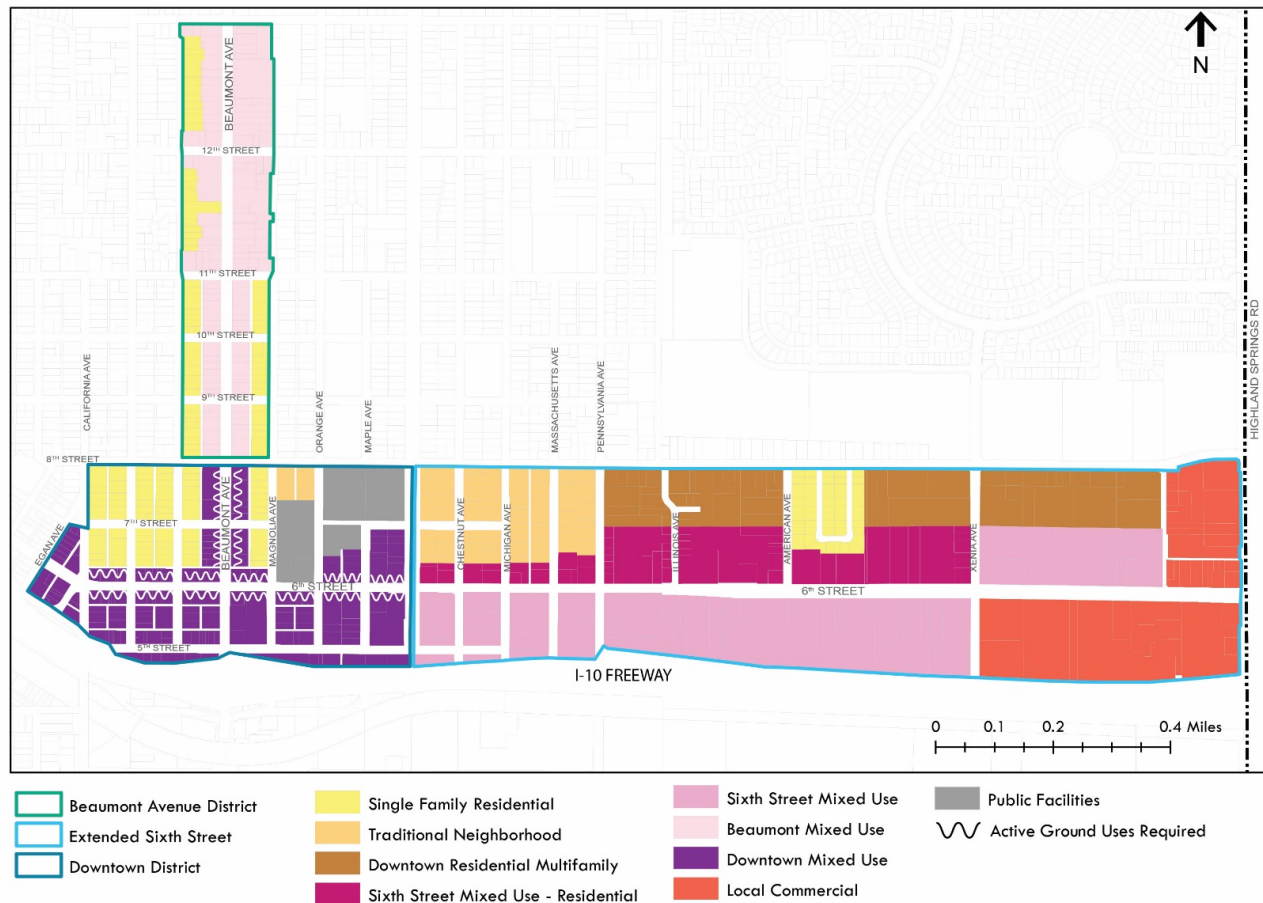 N
BEAUMONT AVE
12TH STREET
11TH STREET
10TH STREET
9TH STREET
CALIFORNIA AVE
ORANGE AVE
MAPLE AVE
MASSACHUSETTS AVE
PENNSYLVANIA AVE
HIGHLAND SPRINGS RD
8TH STREET
EGAN AVE
7TH STREET
BEAUMONT AVE
MAGNOLIA AVE
CHESTNUT AVE
MICHIGAN AVE
ILLINOIS AVE
AMERICAN AVE
XENIA AVE
6th STREET
6th STREET
5TH STREET
I-10 FREEWAY
0 0.1 0.2 0.4 Miles
Beaumont Avenue District
Extended Sixth Street
Downtown District
Single Family Residential
Traditional Neighborhood
Downtown Residential Multifamily
Sixth Street Mixed Use - Residential
Sixth Street Mixed Use
Beaumont Mixed Use
Downtown Mixed Use
Local Commercial
Public Facilities
Active Ground Uses Required